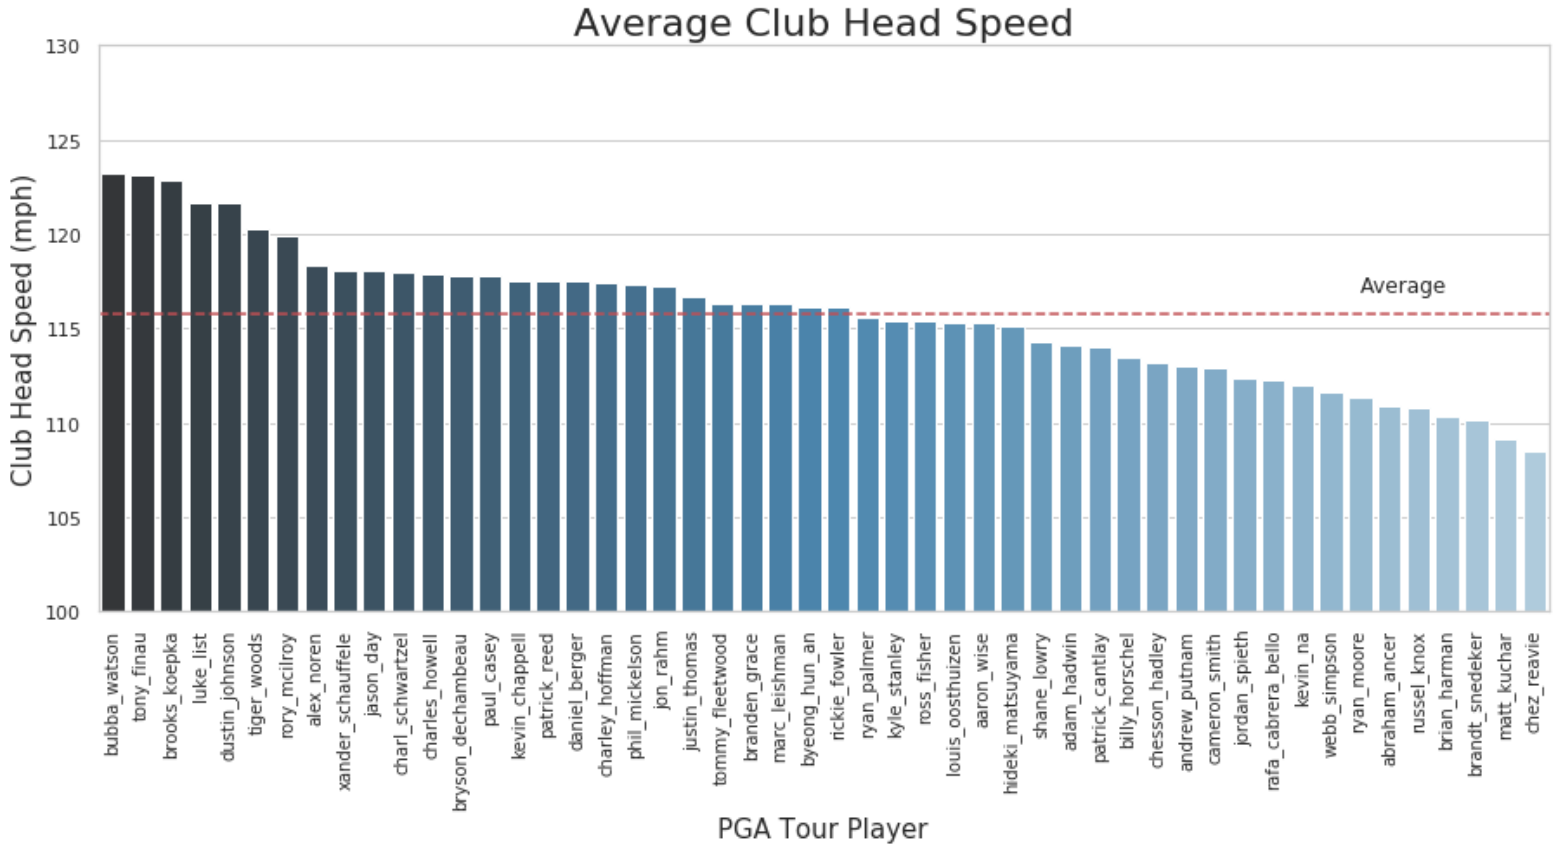 Average Club Head Speed
130
125
120
115
110
105
100
Club Head Speed (mph)
Average
bubba_watson
tony_finau
brooks_koepka
luke_list
dustin_johnson
tiger_woods
rory_mcilroy
alex_noren
xander_schauffele
jason_day
charl_schwartzel
charles_howell
bryson_dechambeau
paul_casey
kevin_chappell
patrick_reed
daniel_berger
charley_hoffman
phil_mickelson
jon_rahm
justin_thomas
tommy_fleetwood
branden_grace
marc_leishman
byeong_hun_an
rickie_fowler
ryan_palmer
kyle_stanley
ross_fisher
louis_oosthuizen
aaron_wise
hideki_matsuyama
shane_lowry
adam_hadwin
patrick_cantlay
billy_horschel
chesson_hadley
andrew_putnam
cameron_smith
jordan_spieth
rafa_cabrera_bello
kevin_na
webb_simpson
ryan_moore
abraham_ancer
russel_knox
brian_harman
brandt_snedeker
matt_kuchar
chez_reavie
PGA Tour Player